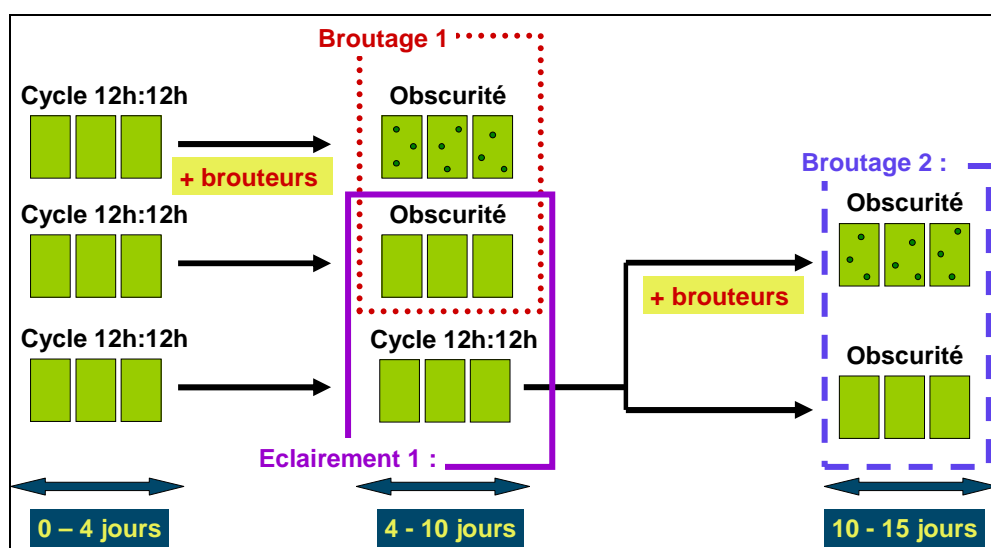 Broutage 1
Cycle 12h:12h
Obscurité
+ brouteurs
Broutage 2 :
Cycle 12h:12h
Obscurité
Obscurité
+ brouteurs
Cycle 12h:12h
Cycle 12h:12h
Obscurité
Eclairement 1 :
0 – 4 jours
4 - 10 jours
10 - 15 jours